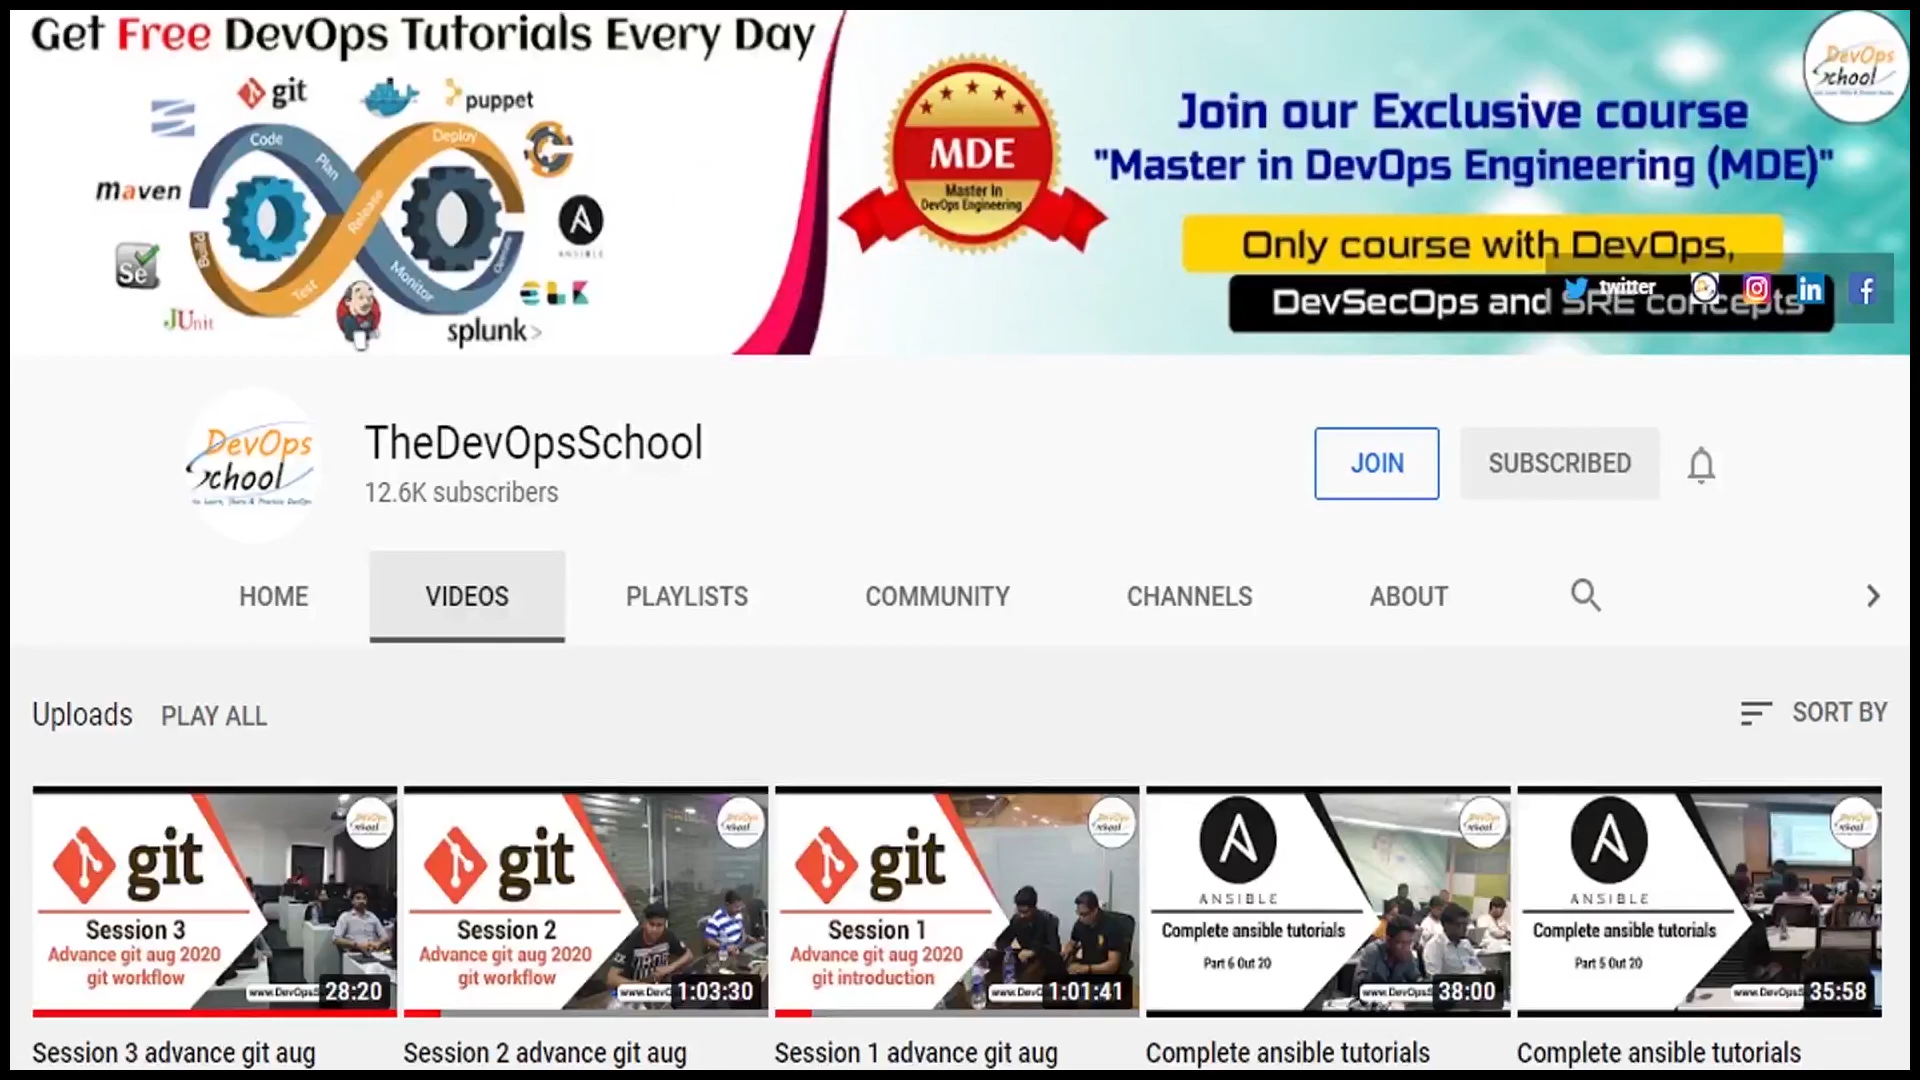 Get Free DevOps Tutorials Every Day
git
puppet
Code
Plan
Deploy
Release
maven
Build
Test
Monitor
Operate
Se
JUnit
splunk>
ANSIBLE
MDE
Master In
DevOps Engineering
Join our Exclusive course
"Master in DevOps Engineering (MDE)"
Only course with DevOps,
DevSecOps and SRE concepts
twitter
DevOps
School
DevOps
School
TheDevOpsSchool
12.6K subscribers
JOIN
SUBSCRIBED
HOME
VIDEOS
PLAYLISTS
COMMUNITY
CHANNELS
ABOUT
Uploads
PLAY ALL
SORT BY
git
Session 3
Advance git aug 2020
git workflow
28:20
Session 3 advance git aug
git
Session 2
Advance git aug 2020
git workflow
1:03:30
Session 2 advance git aug
git
Session 1
Advance git aug 2020
git introduction
1:01:41
Session 1 advance git aug
ANSIBLE
Complete ansible tutorials
Part 6 Out 20
38:00
Complete ansible tutorials
ANSIBLE
Complete ansible tutorials
Part 5 Out 20
35:58
Complete ansible tutorials